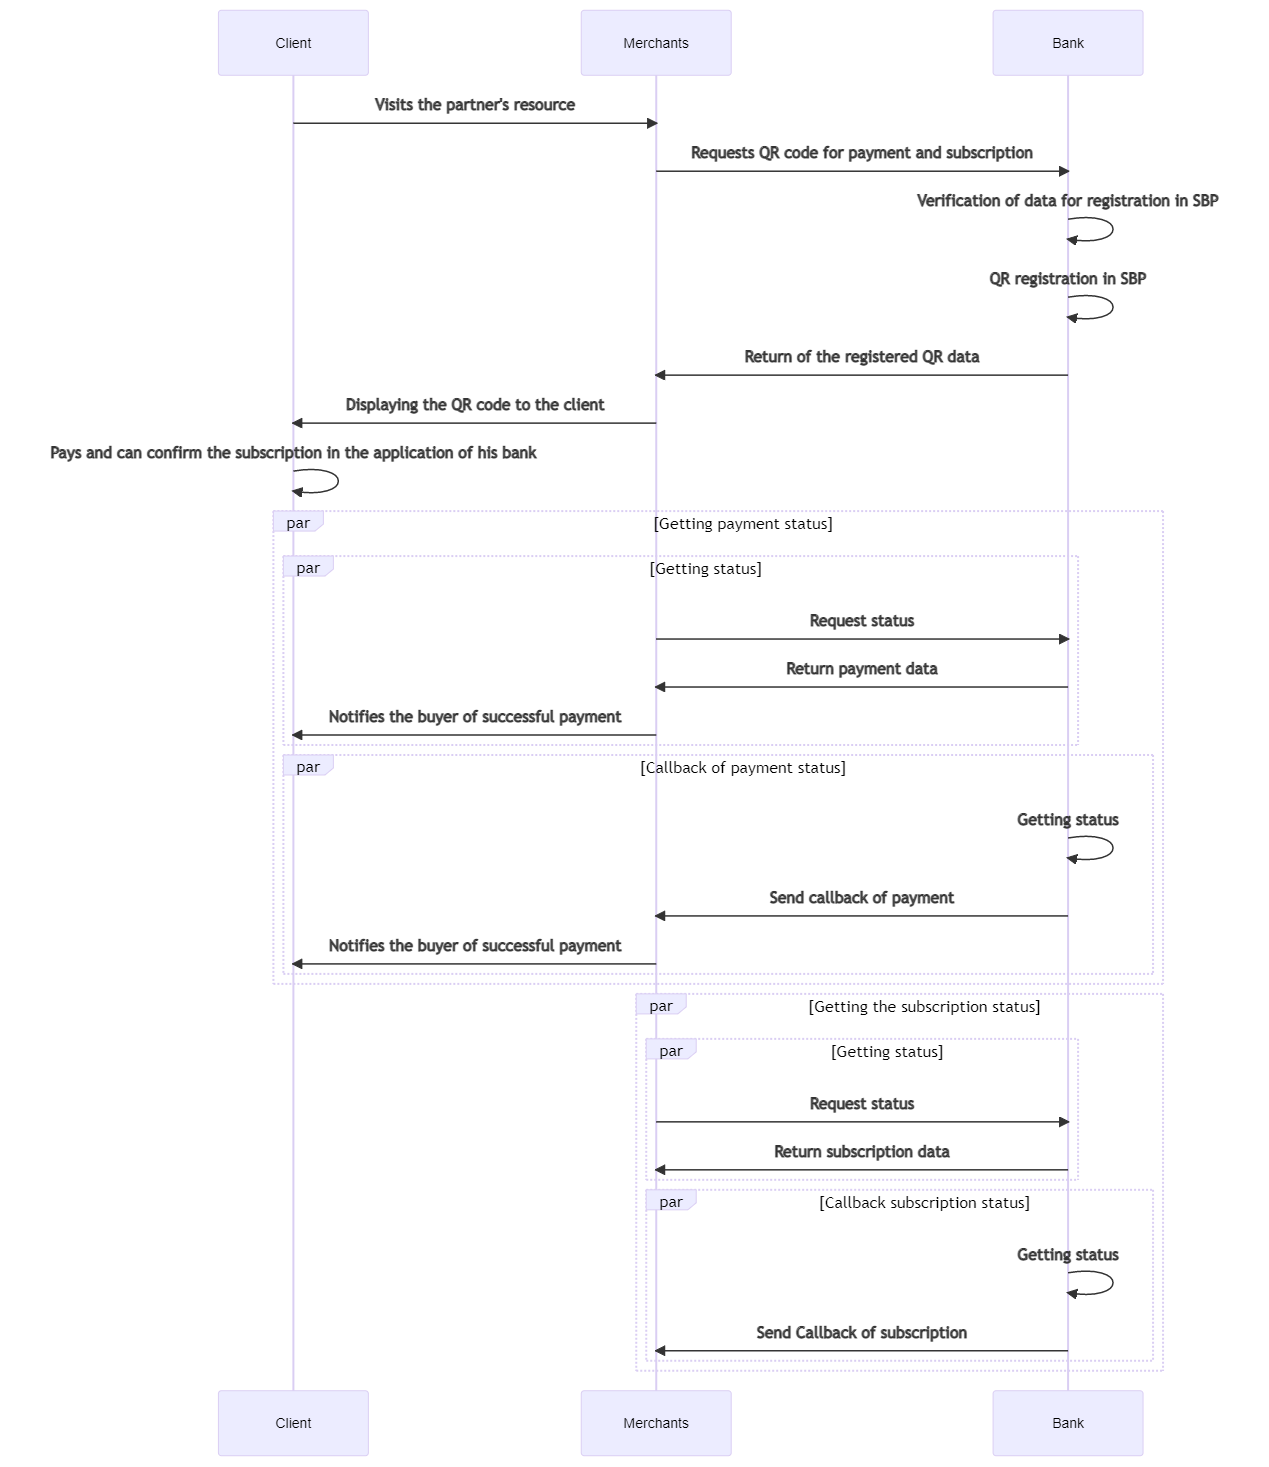 Client
Merchants
Bank
Visits the partner's resource
Requests QR code for payment and subscription
Verification of data for registration in SBP
QR registration in SBP
Return of the registered QR data
Displaying the QR code to the client
Pays and can confirm the subscription in the application of his bank
par
[Getting payment status]
par
[Getting status]
Request status
Return payment data
Notifies the buyer of successful payment
par
[Callback of payment status]
Getting status
Send callback of payment
Notifies the buyer of successful payment
par
[Getting the subscription status]
par
[Getting status]
Request status
Return subscription data
par
[Callback subscription status]
Getting status
Send Callback of subscription
Client
Merchants
Bank